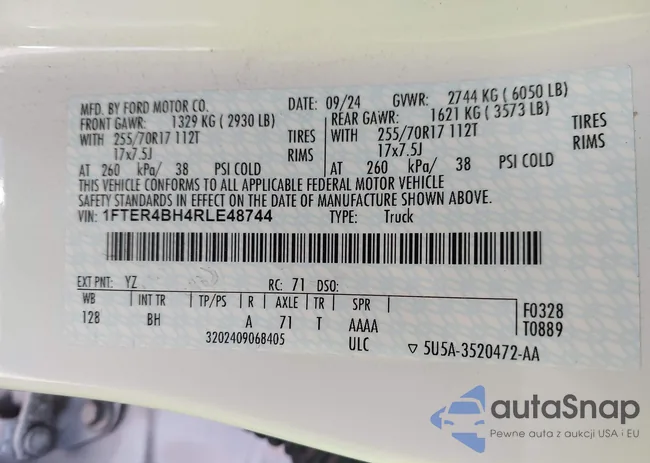 MFD. BY FORD MOTOR CO. DATE: 09/24 GVWR: 2744 KG ( 6050 LB)
FRONT GAWR: 1329 KG ( 2930 LB) REAR GAWR: 1621 KG ( 3573 LB)
WITH 255/70R17 112T TIRES WITH 255/70R17 112T TIRES
17x7.5J RIMS 17x7.5J RIMS
AT 260 kPa/ 38 PSI COLD AT 260 kPa/ 38 PSI COLD
THIS VEHICLE CONFORMS TO ALL APPLICABLE FEDERAL MOTOR VEHICLE
SAFETY STANDARDS IN EFFECT ON THE DATE OF MANUFACTURE SHOWN ABOVE.
VIN: 1FTER4BH4RLE48744 TYPE: Truck
EXT PNT: YZ RC: 71 DSO:
WB INT TR TP/PS R AXLE TR SPR F0328
128 BH A 71 T AAAA T0889
3202409068405 ULC ▽ 5U5A-3520472-AA
autaSnap
Pewne auta z aukcji USA i EU